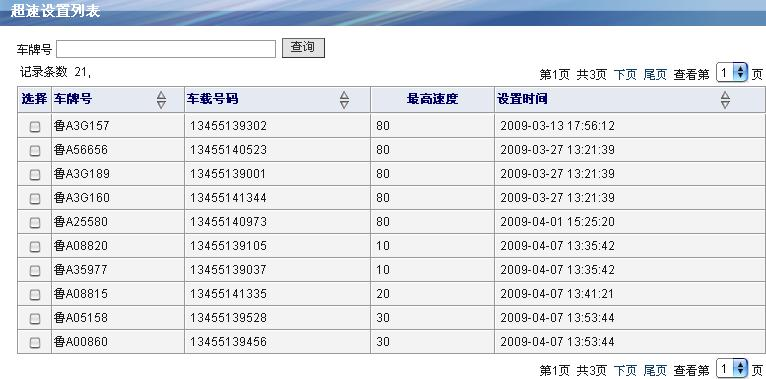 超速设置列表
车牌号 查询
记录条数 21,
第1页 共3页 下页 尾页 查看第 1 页
选择 车牌号 车载号码 最高速度 设置时间
鲁A3G157 13455139302 80 2009-03-13 17:56:12
鲁A56656 13455140523 80 2009-03-27 13:21:39
鲁A3G189 13455139001 80 2009-03-27 13:21:39
鲁A3G160 13455141344 80 2009-03-27 13:21:39
鲁A25580 13455140973 80 2009-04-01 15:25:20
鲁A08820 13455139105 10 2009-04-07 13:35:42
鲁A35977 13455139037 10 2009-04-07 13:35:42
鲁A08815 13455141335 20 2009-04-07 13:41:21
鲁A05158 13455139528 30 2009-04-07 13:53:44
鲁A00860 13455139456 30 2009-04-07 13:53:44
第1页 共3页 下页 尾页 查看第 1 页